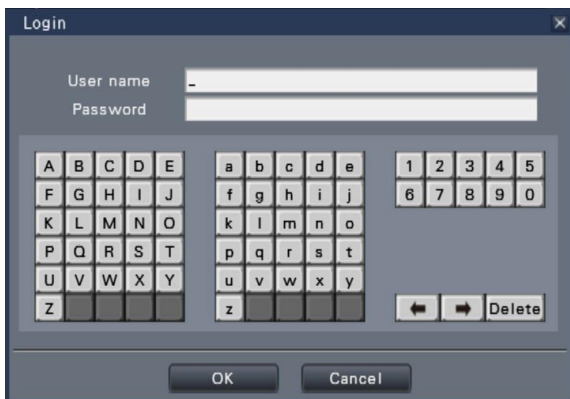 Login
User name
Password
A B C D E a b c d e 1 2 3 4 5
F G H I J f g h i j 6 7 8 9 0
K L M N O k l m n o
P Q R S T p q r s t
U V W X Y u v w x y
Z z Delete
OK Cancel